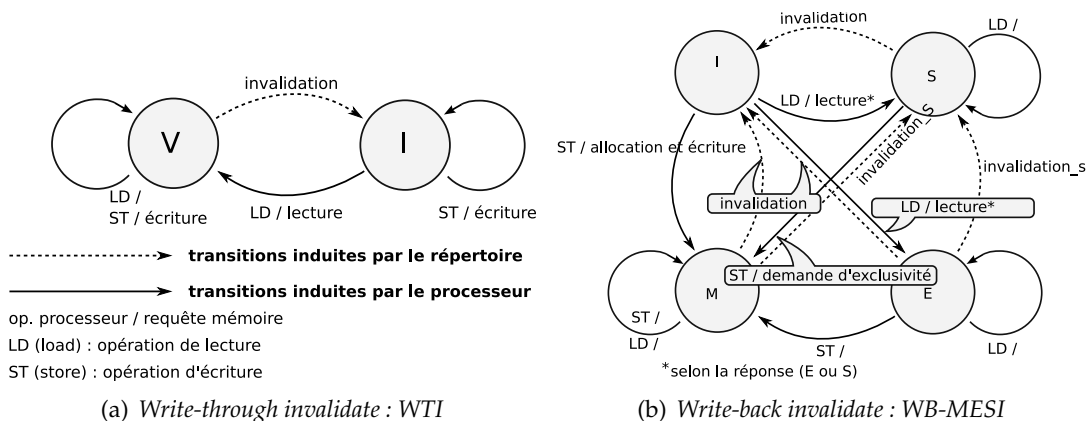 invalidation
V
I
LD /
ST / écriture
LD / lecture
ST / écriture
transitions induites par le répertoire
transitions induites par le processeur
op. processeur / requête mémoire
LD (load) : opération de lecture
ST (store) : opération d'écriture
(a) Write-through invalidate : WTI
invalidation
LD /
I
S
LD / lecture*
invalidation_S
ST / allocation et écriture
invalidation_s
invalidation
LD / lecture*
ST / demande d'exclusivité
M
E
ST /
LD /
ST /
LD /
*selon la réponse (E ou S)
(b) Write-back invalidate : WB-MESI